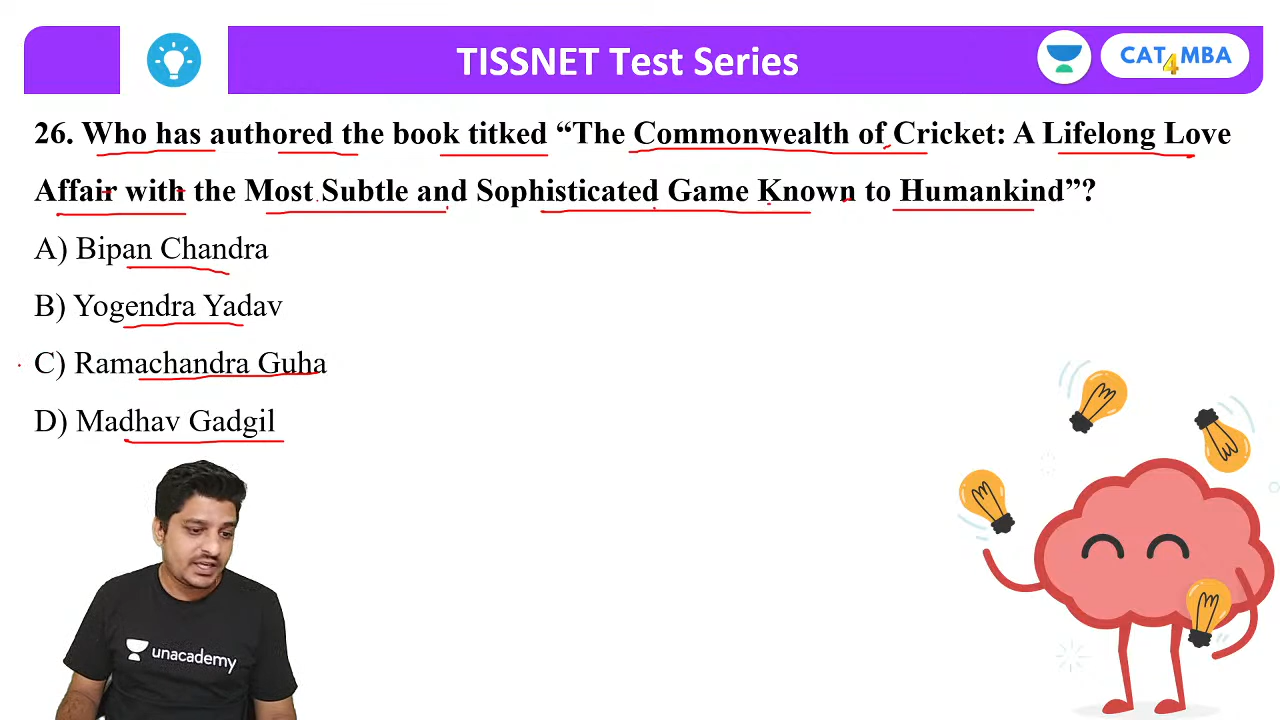 TISSNET Test Series
CAT4MBA
26. Who has authored the book titked “The Commonwealth of Cricket: A Lifelong Love
Affair with the Most Subtle and Sophisticated Game Known to Humankind”?
A) Bipan Chandra
B) Yogendra Yadav
C) Ramachandra Guha
D) Madhav Gadgil
unacademy